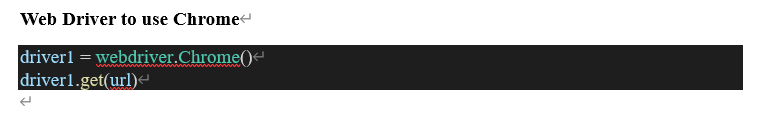 Web Driver to use Chrome
driver1 = webdriver.Chrome()
driver1.get(url)